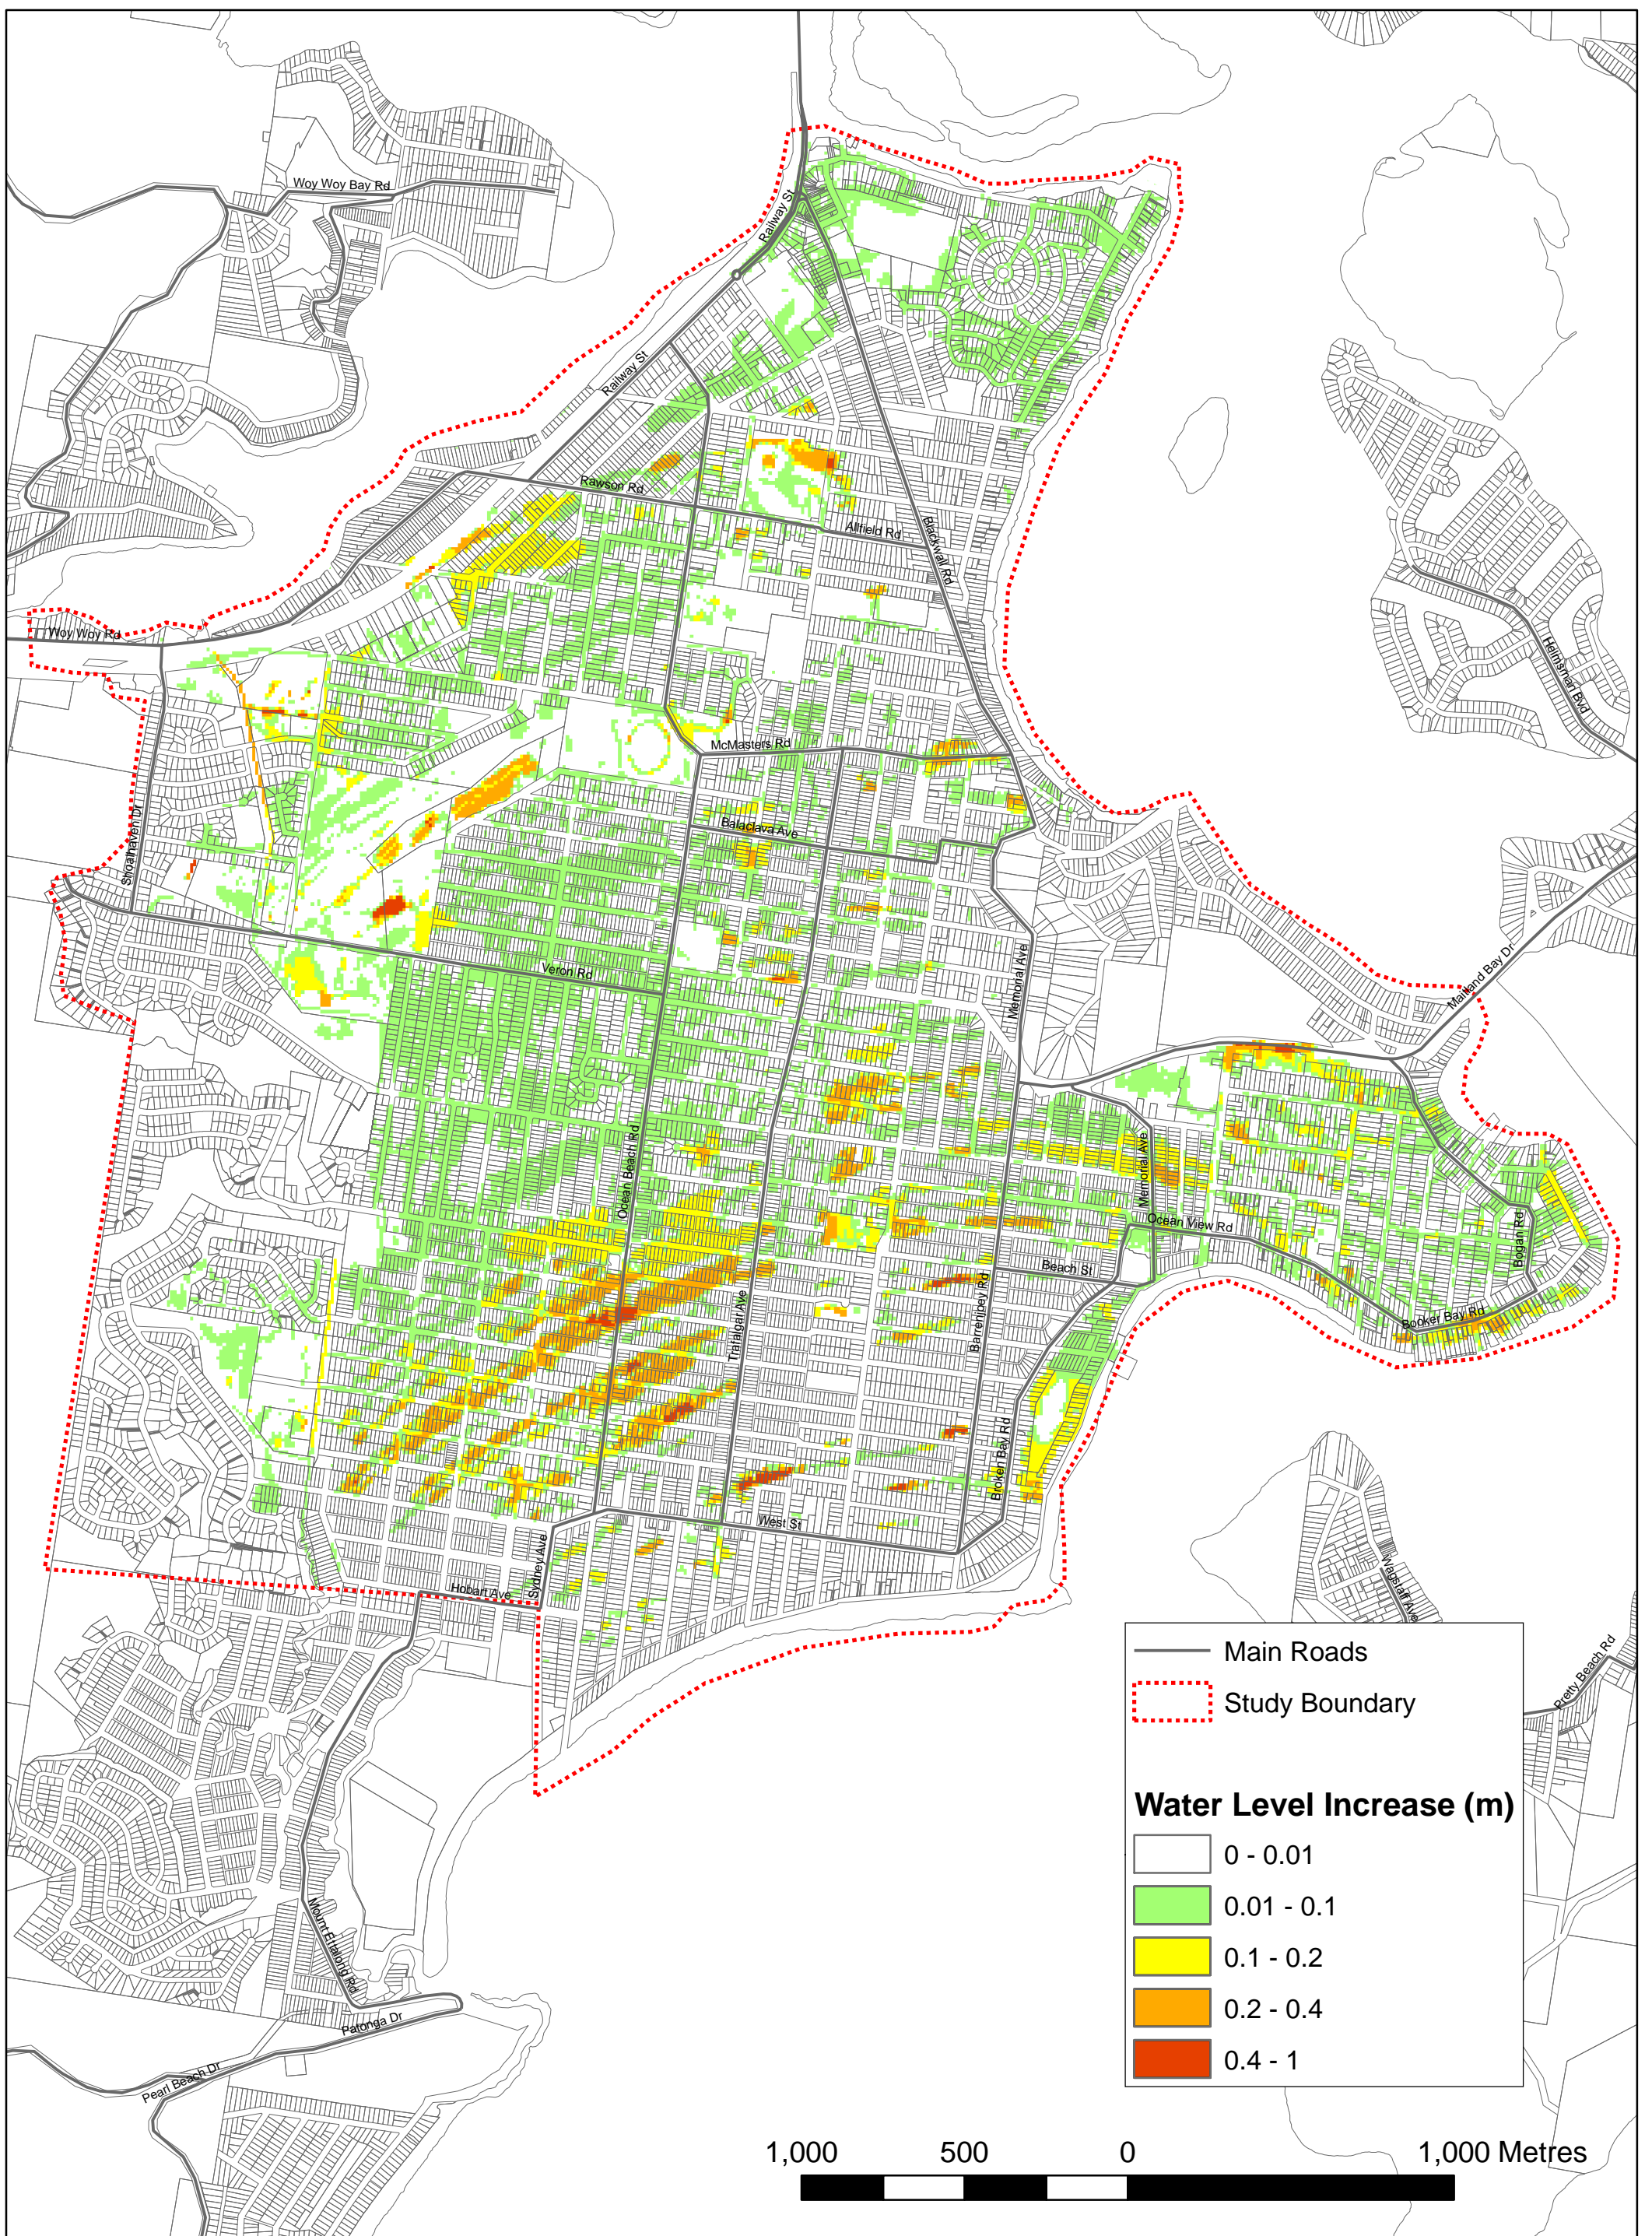 Woy Woy Bay Rd
Railway St
Railway St
Rawson Rd
Allfield Rd
Blackwall Rd
Woy Woy Rd
Helmsman Blvd
McMasters Rd
Shoalhaven Dr
Balaclava Ave
Veron Rd
Memorial Ave
Maitland Bay Dr
Ocean Beach Rd
Memorial Ave
Ocean View Rd
Bogan Rd
Beach St
Trafalgar Ave
Barrenjoey Rd
Booker Bay Rd
Broken Bay Rd
West St
Sydney Ave
Hobart Ave
Wagstaff Ave
Pretty Beach Rd
Main Roads
Study Boundary
Water Level Increase (m)
0 - 0.01
0.01 - 0.1
0.1 - 0.2
0.2 - 0.4
0.4 - 1
Mount Ettalong Rd
Patonga Dr
Pearl Beach Dr
1,000 500 0 1,000 Metres